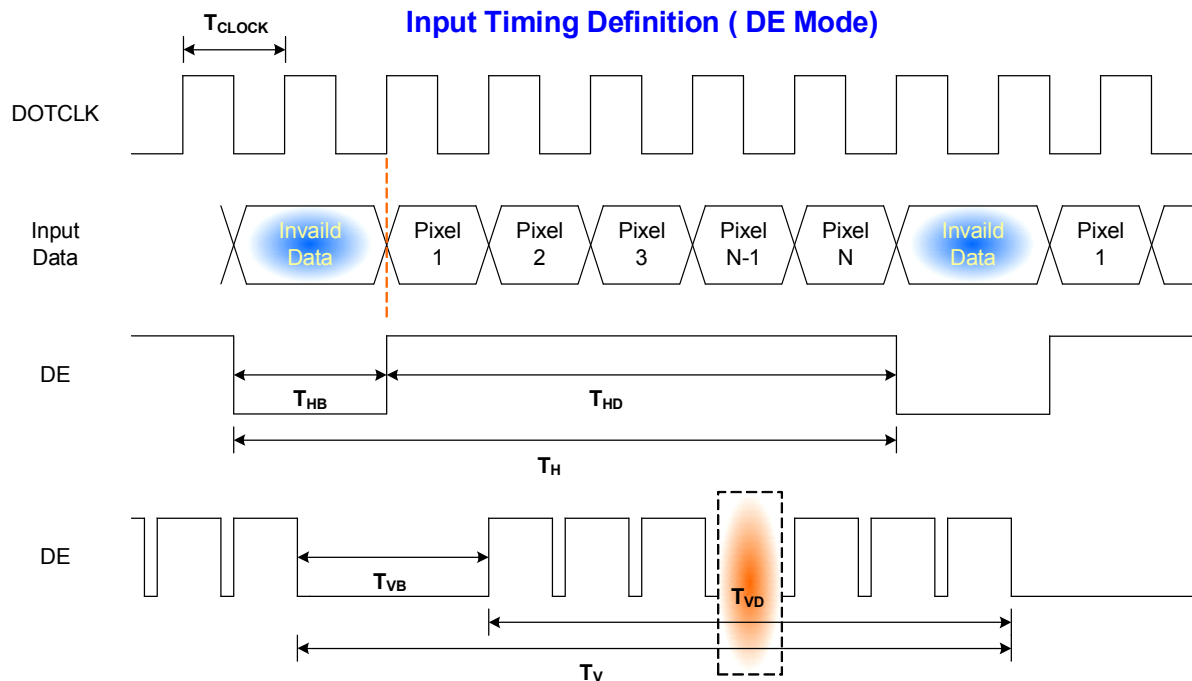 Input Timing Definition ( DE Mode)
TCLOCK
DOTCLK
Input
Data
Invaild
Data
Pixel
1
Pixel
2
Pixel
3
Pixel
N-1
Pixel
N
Invaild
Data
Pixel
1
DE
THB
THD
TH
DE
TVB
TVD
TV